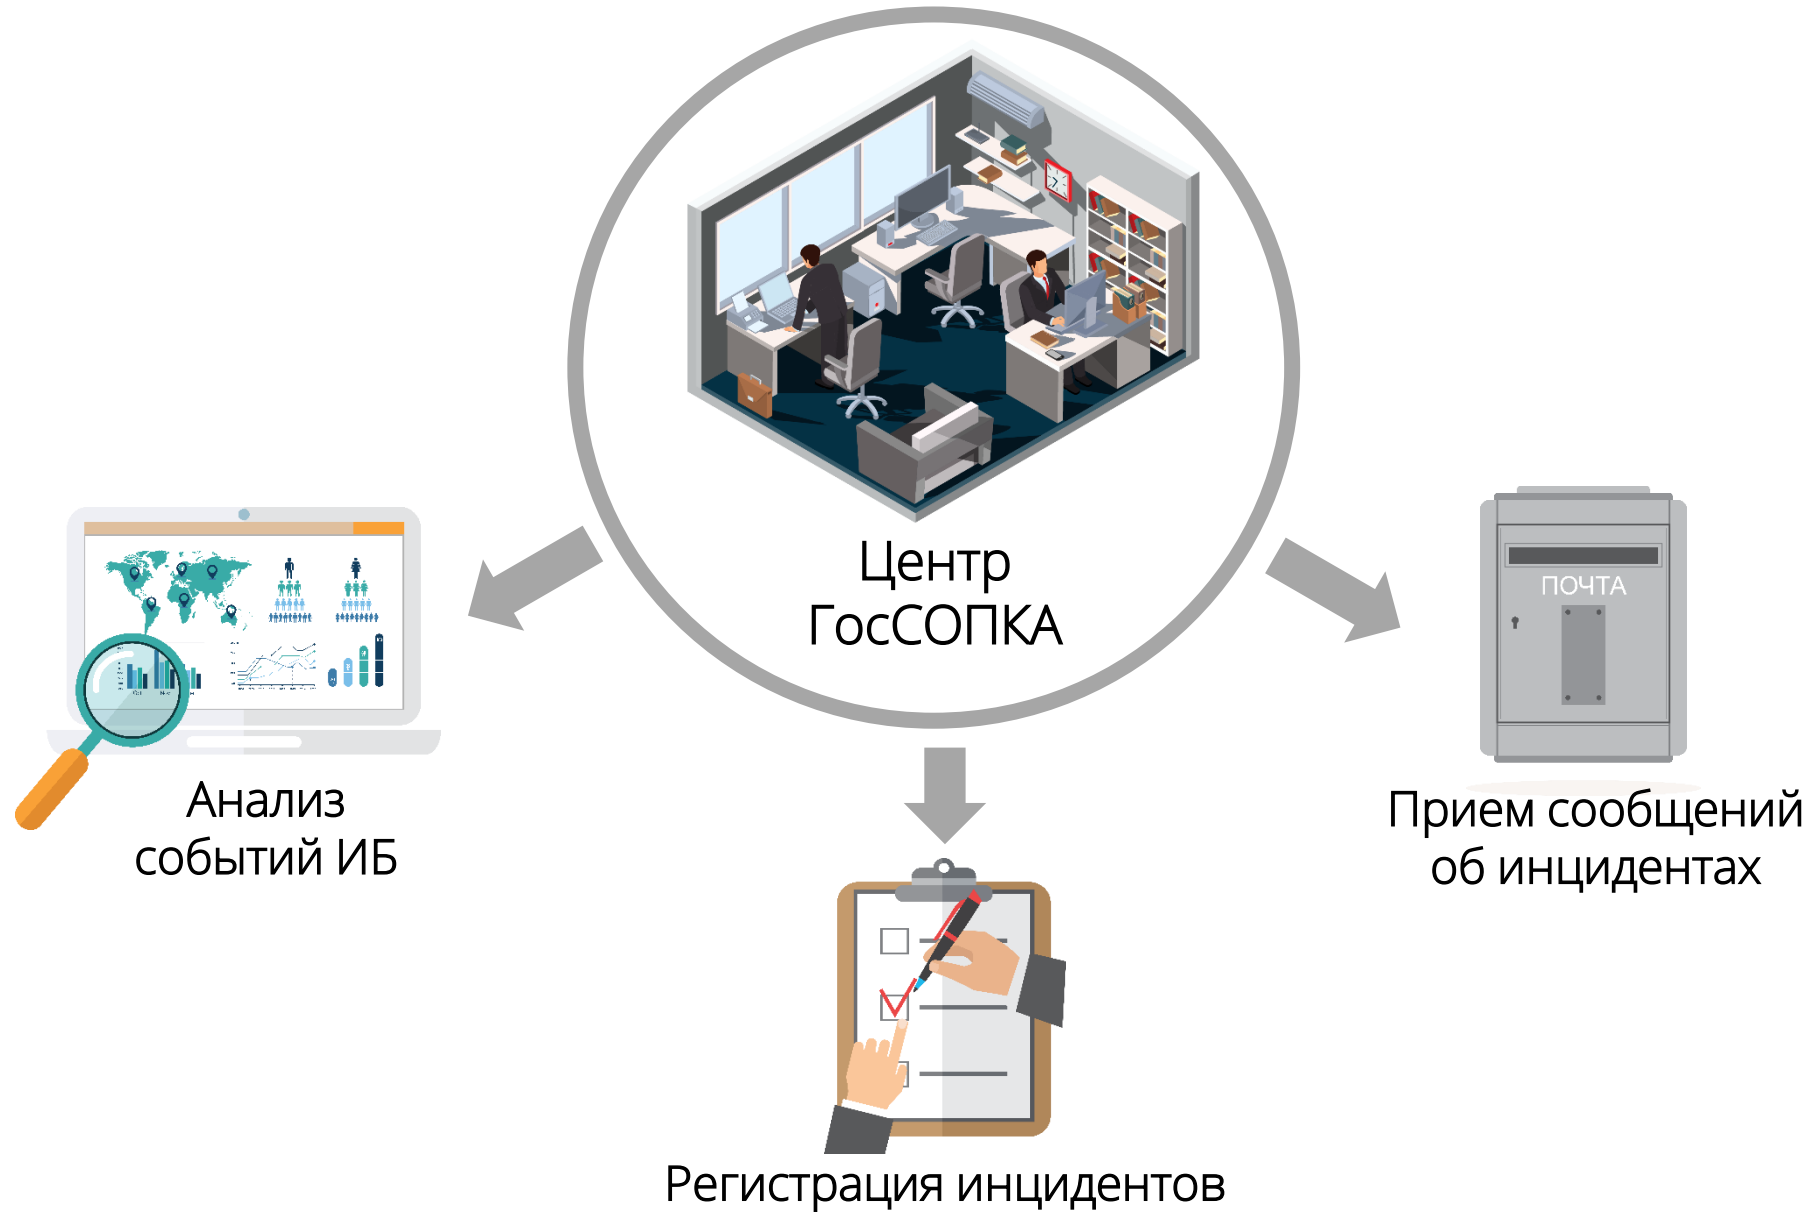 Центр
ГосСОПКА
ПОЧТА
Анализ
событий ИБ
Прием сообщений
об инцидентах
Регистрация инцидентов